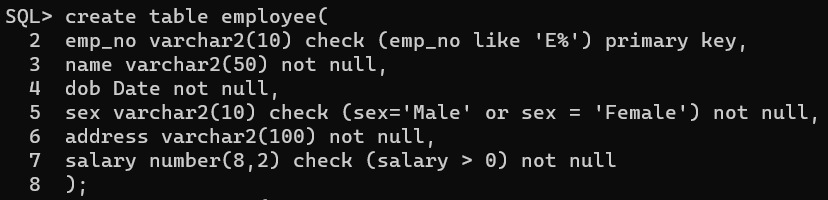 SQL> create table employee(
  2  emp_no varchar2(10) check (emp_no like 'E%') primary key,
  3  name varchar2(50) not null,
  4  dob Date not null,
  5  sex varchar2(10) check (sex='Male' or sex = 'Female') not null,
  6  address varchar2(100) not null,
  7  salary number(8,2) check (salary > 0) not null
  8  );